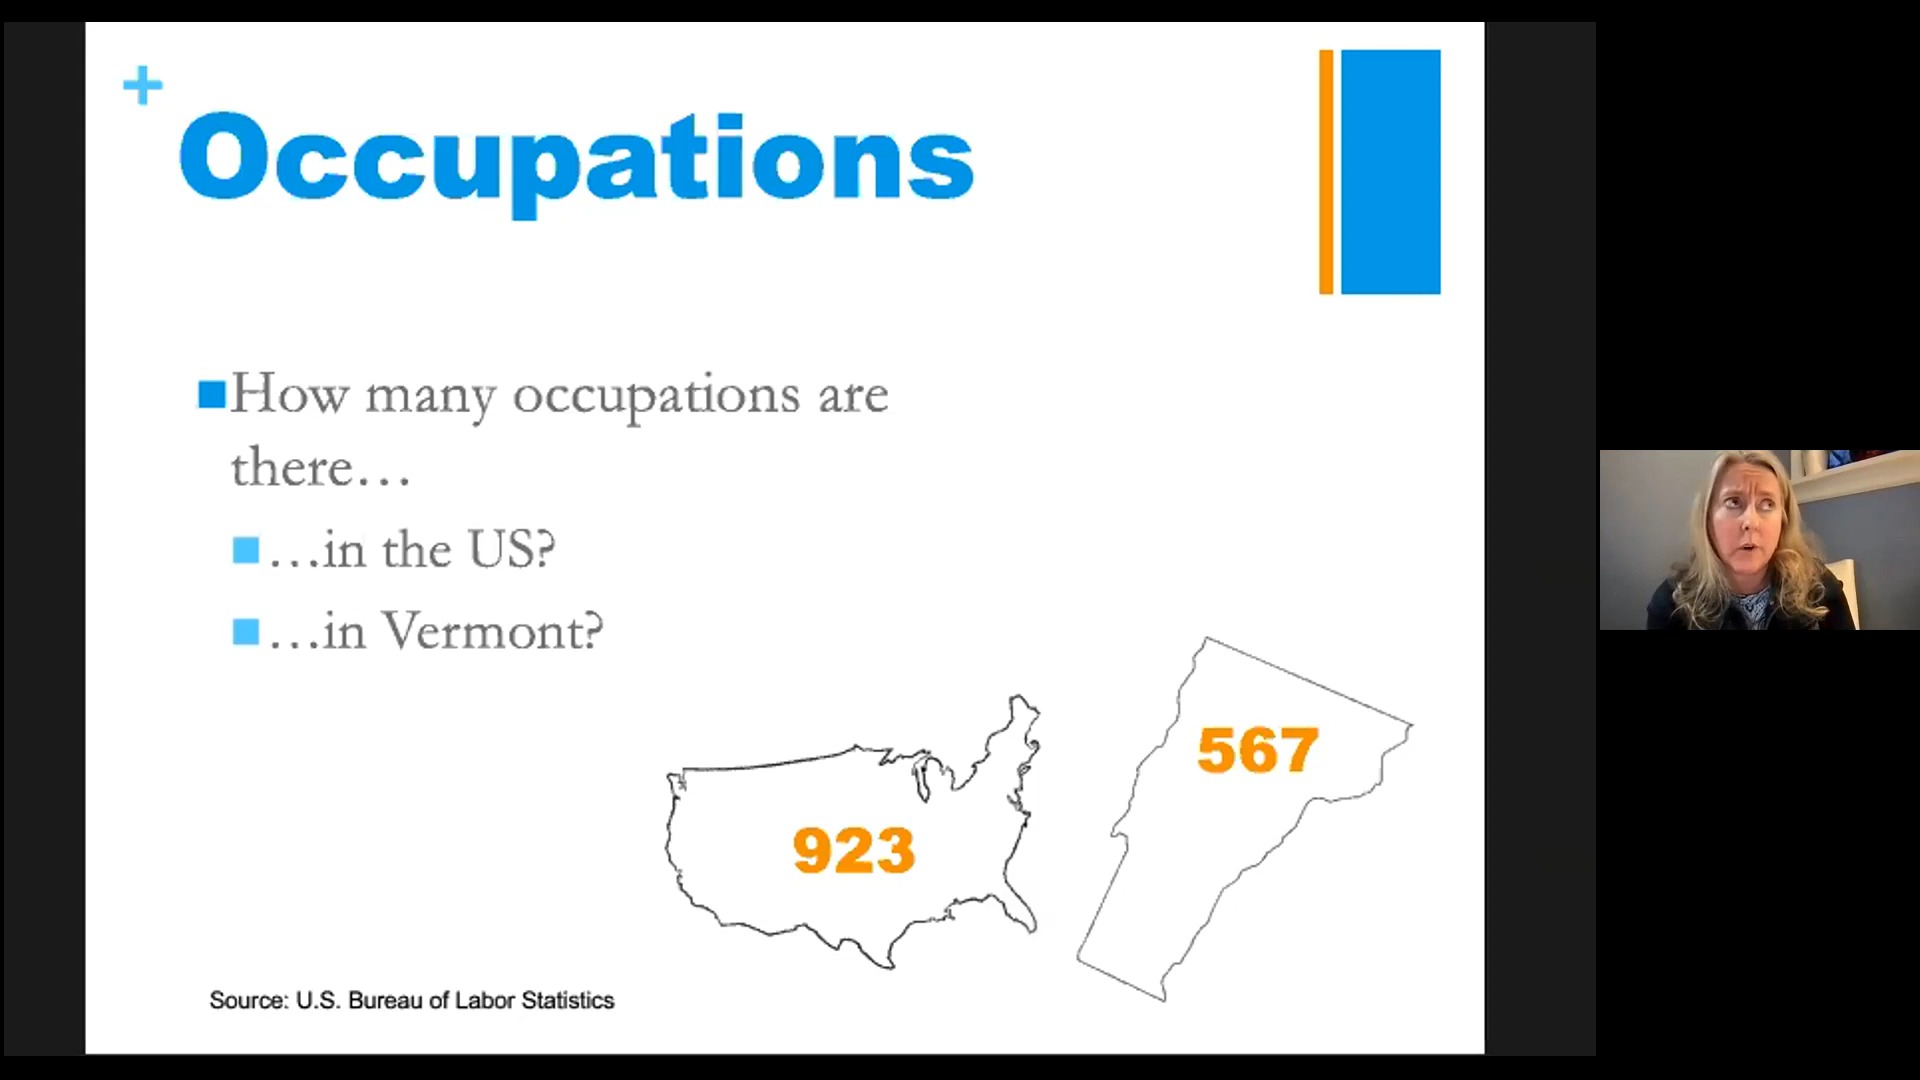 +
Occupations
How many occupations are
there…
…in the US?
…in Vermont?
567
923
Source: U.S. Bureau of Labor Statistics